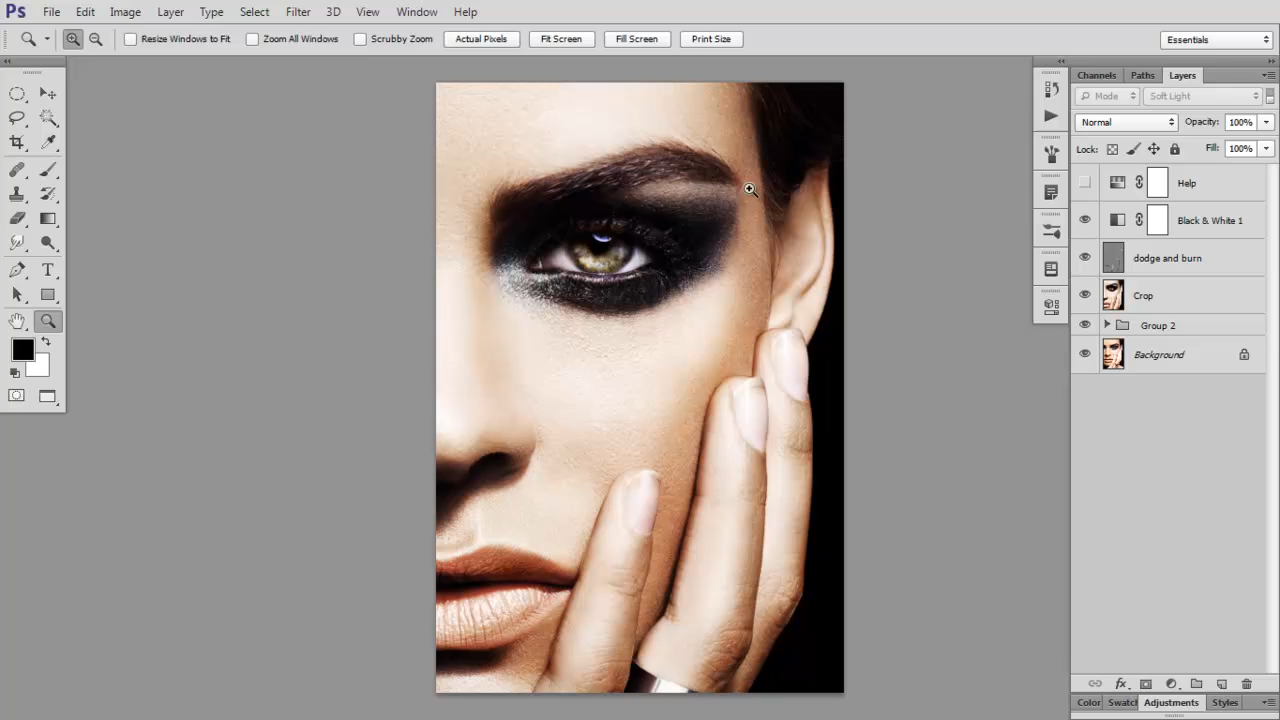 Ps File Edit Image Layer Type Select Filter 3D View Window Help
Resize Windows to Fit Zoom All Windows Scrubby Zoom Actual Pixels Fit Screen Fill Screen Print Size Essentials
Channels Paths Layers
Mode Soft Light
Normal Opacity: 100%
Lock: Fill: 100%
Help
Black & White 1
dodge and burn
Crop
Group 2
Background
fx
Color Swatc Adjustments Styles